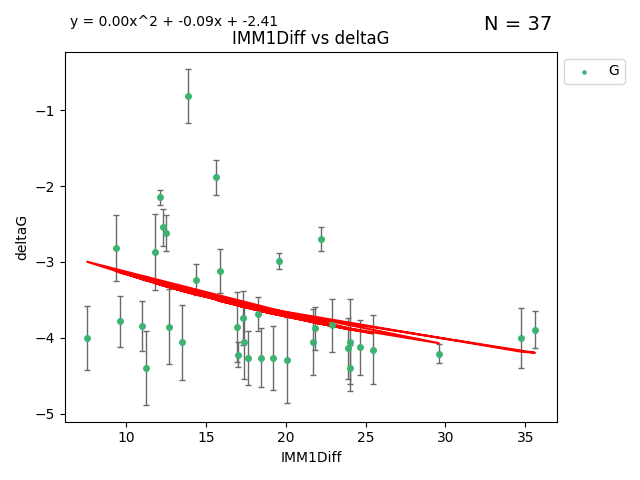 y = 0.00x^2 + -0.09x + -2.41
N = 37
IMM1Diff vs deltaG
G
deltaG
−1
−2
−3
−4
−5
10 15 20 25 30 35
IMM1Diff